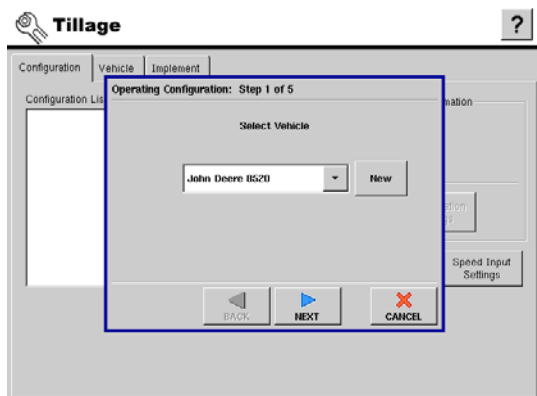 Tillage
?
Configuration Vehicle Implement
Configuration Lis
mation
Operating Configuration: Step 1 of 5
Select Vehicle
John Deere 8520
New
Speed Input
Settings
BACK
NEXT
CANCEL